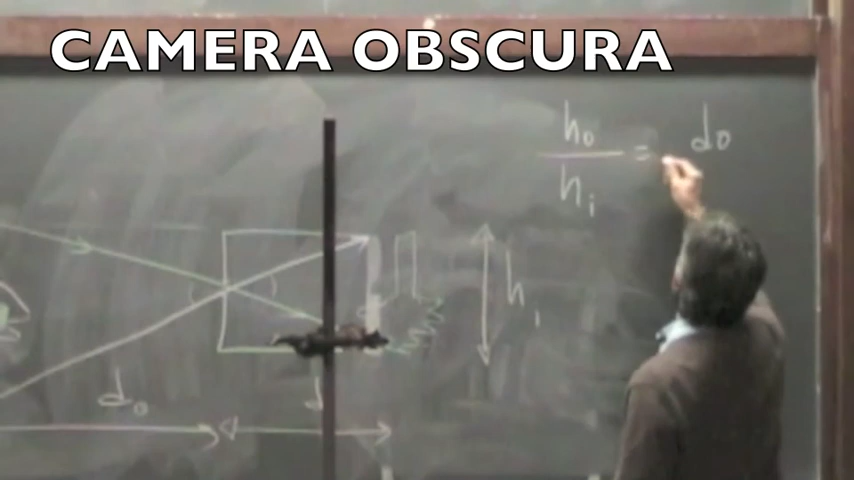 CAMERA OBSCURA
h₀ / hᵢ = d₀
hᵢ
d₀
d